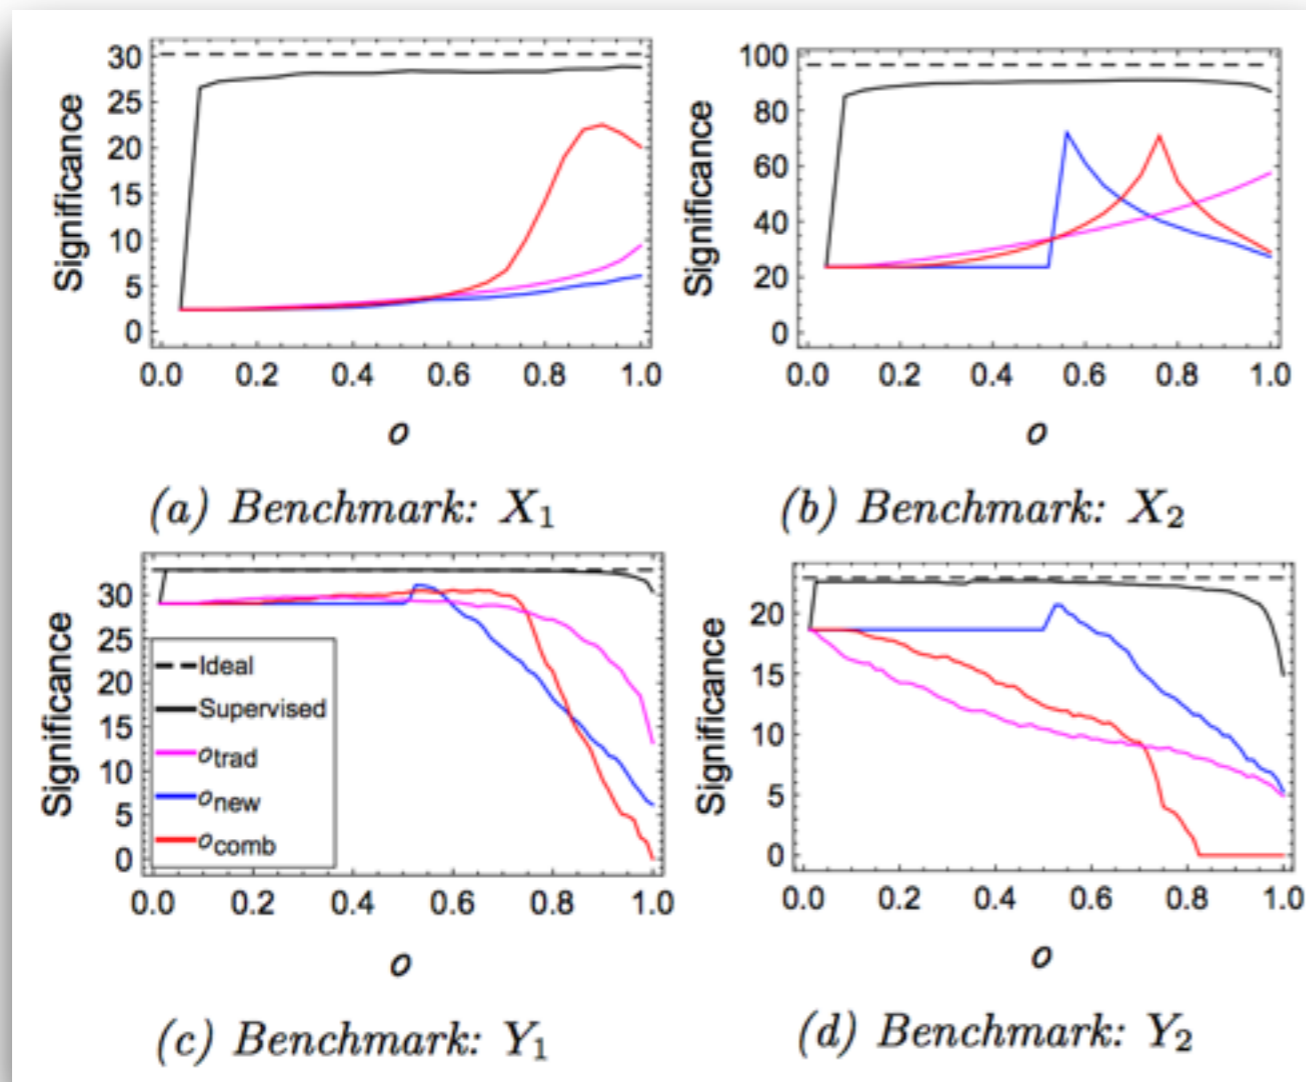 30
25
20
15
10
5
0
Significance
0.0 0.2 0.4 0.6 0.8 1.0
o
(a) Benchmark: X₁
100
80
60
40
20
0
Significance
0.0 0.2 0.4 0.6 0.8 1.0
o
(b) Benchmark: X₂
30
25
20
15
10
5
0
Significance
Ideal
Supervised
o trad
o new
o comb
0.0 0.2 0.4 0.6 0.8 1.0
o
(c) Benchmark: Y₁
20
15
10
5
0
Significance
0.0 0.2 0.4 0.6 0.8 1.0
o
(d) Benchmark: Y₂